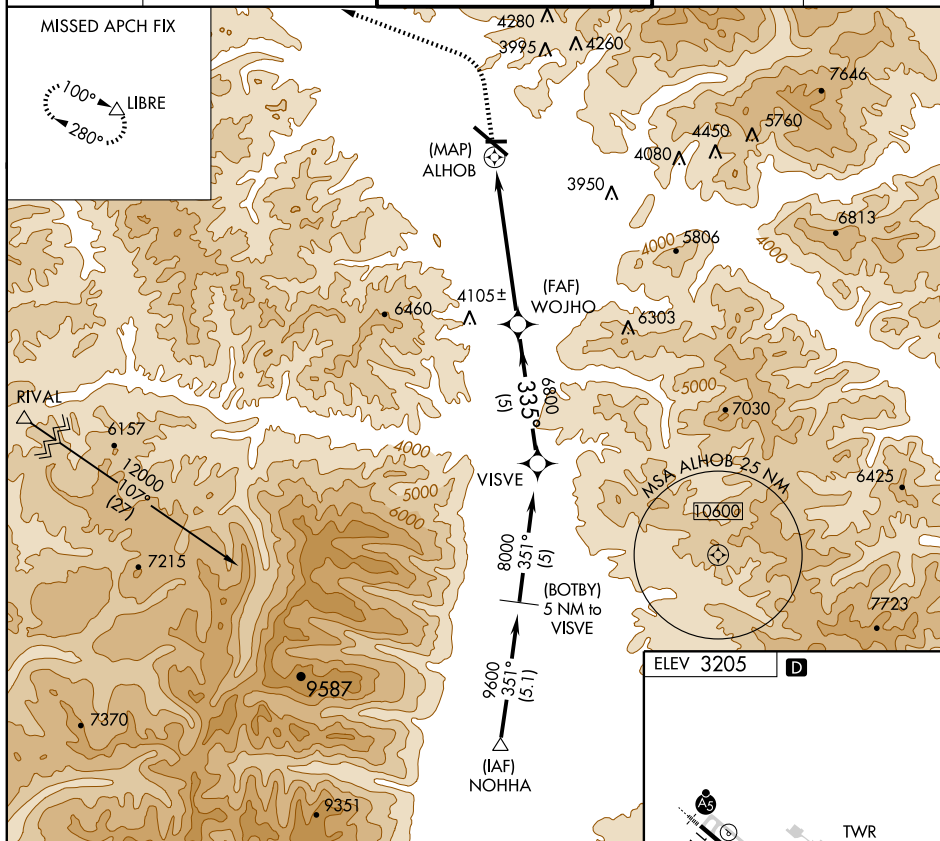 MISSED APCH FIX
100°
LIBRE
280°
4280
3995
4260
7646
5760
4450
4080
(MAP)
ALHOB
3950
6813
4000
5806
4000
(FAF)
WOJHO
4105±
6460
6303
6800
335°
(5)
5000
7030
RIVAL
6157
12000
107°
(27)
4000
5000
6000
VISVE
MSA ALHOB 25 NM
10600
6425
7215
8000
351°
(5)
(BOTBY)
5 NM to
VISVE
7723
9600
351°
(5.1)
9587
7370
(IAF)
NOHHA
9351
ELEV 3205
D
A5
P
TWR